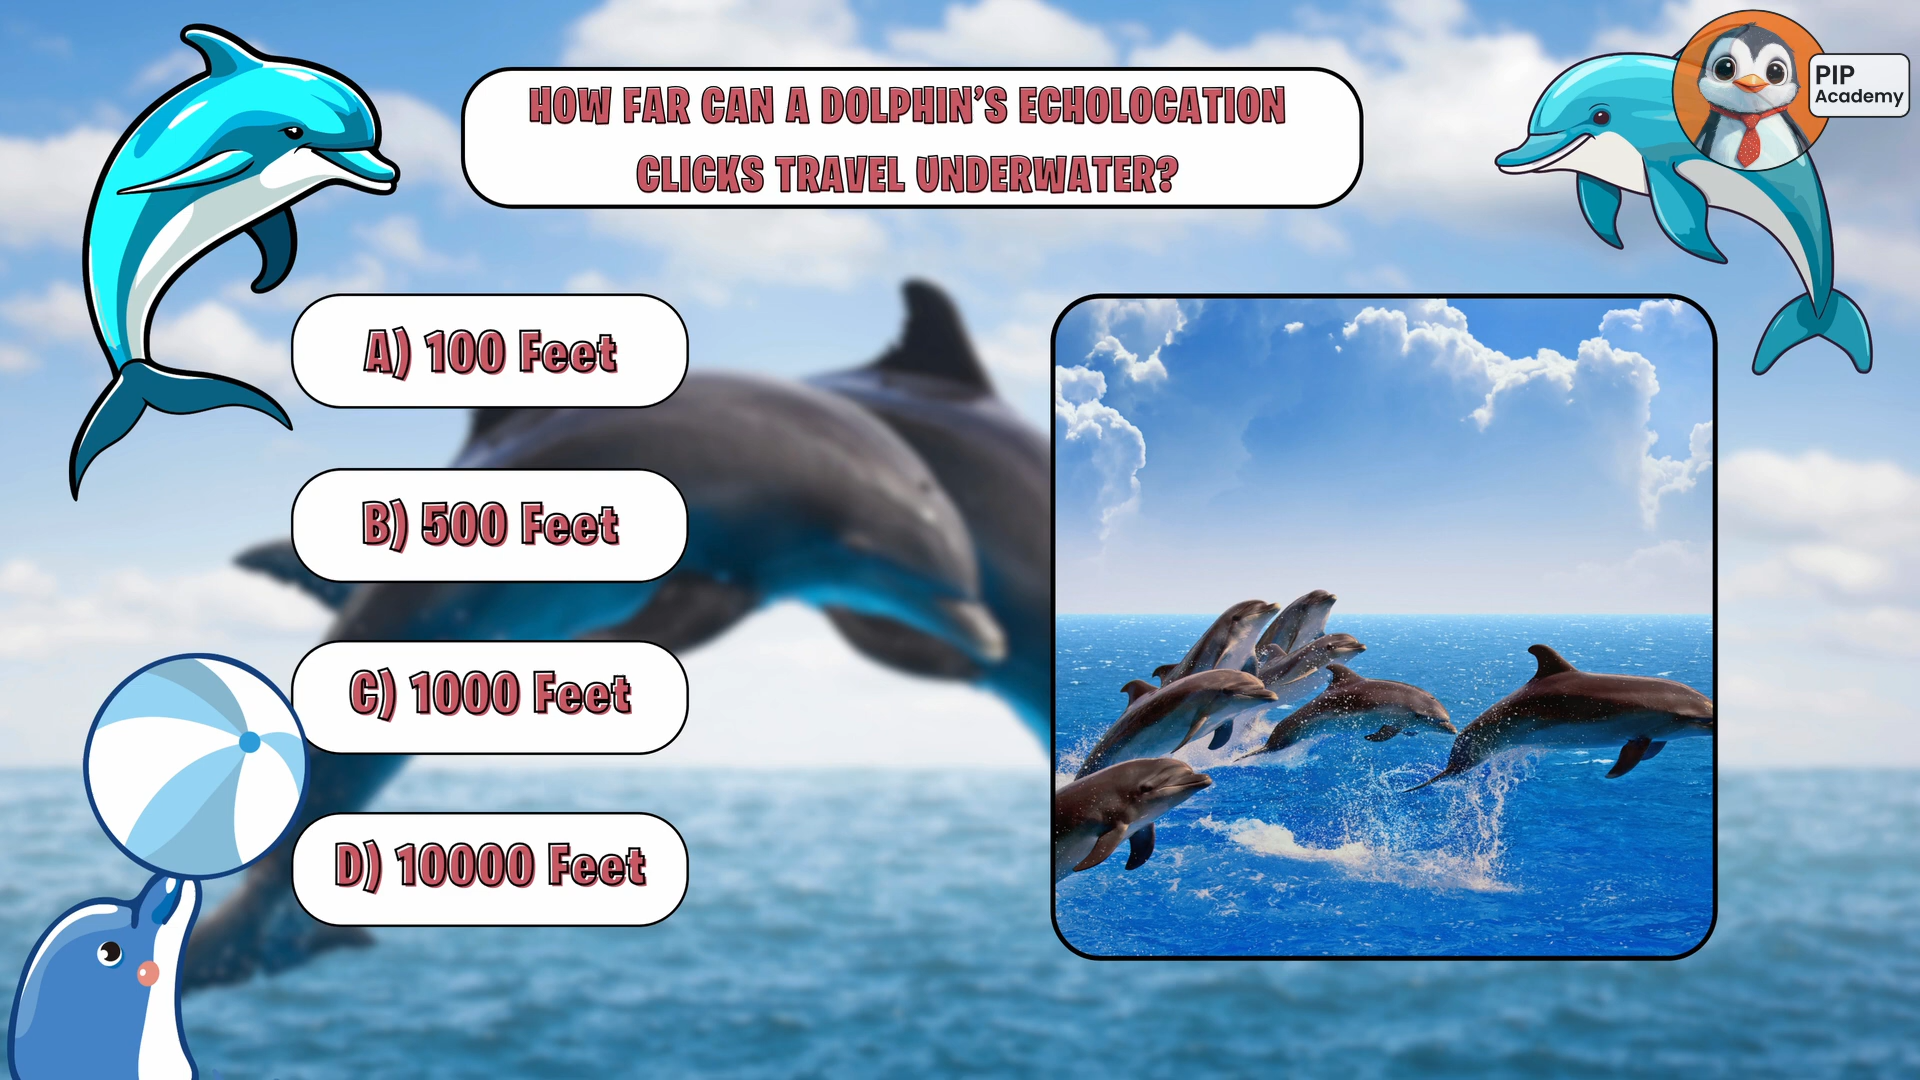 HOW FAR CAN A DOLPHIN'S ECHOLOCATION
CLICKS TRAVEL UNDERWATER?
PIP
Academy
A) 100 Feet
B) 500 Feet
C) 1000 Feet
D) 10000 Feet